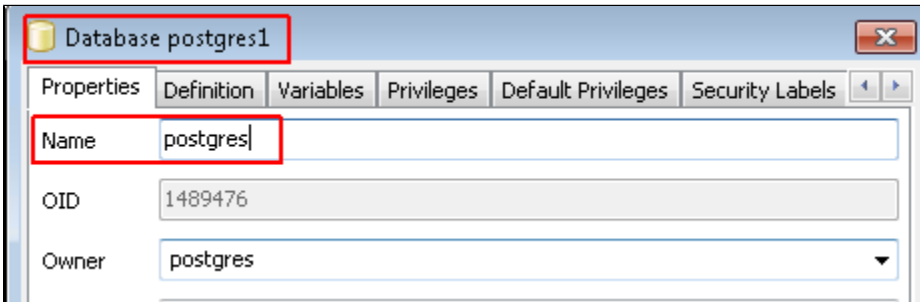 Database postgres1
Properties Definition Variables Privileges Default Privileges Security Labels
Name postgres
OID 1489476
Owner postgres